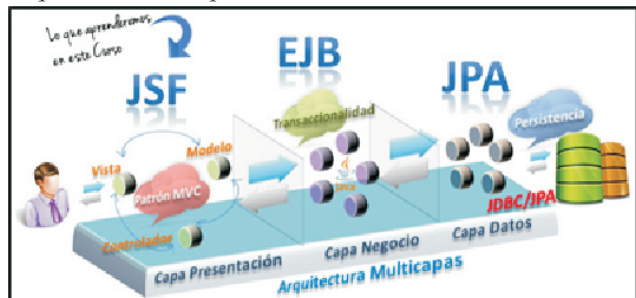 Lo que aprenderemos
en este Curso
JSF
EJB
JPA
Transaccionalidad
Persistencia
Modelo
Vista
Patrón MVC
Java
JDBC/JPA
Controlador
Capa Presentación
Capa Negocio
Capa Datos
Arquitectura Multicapas